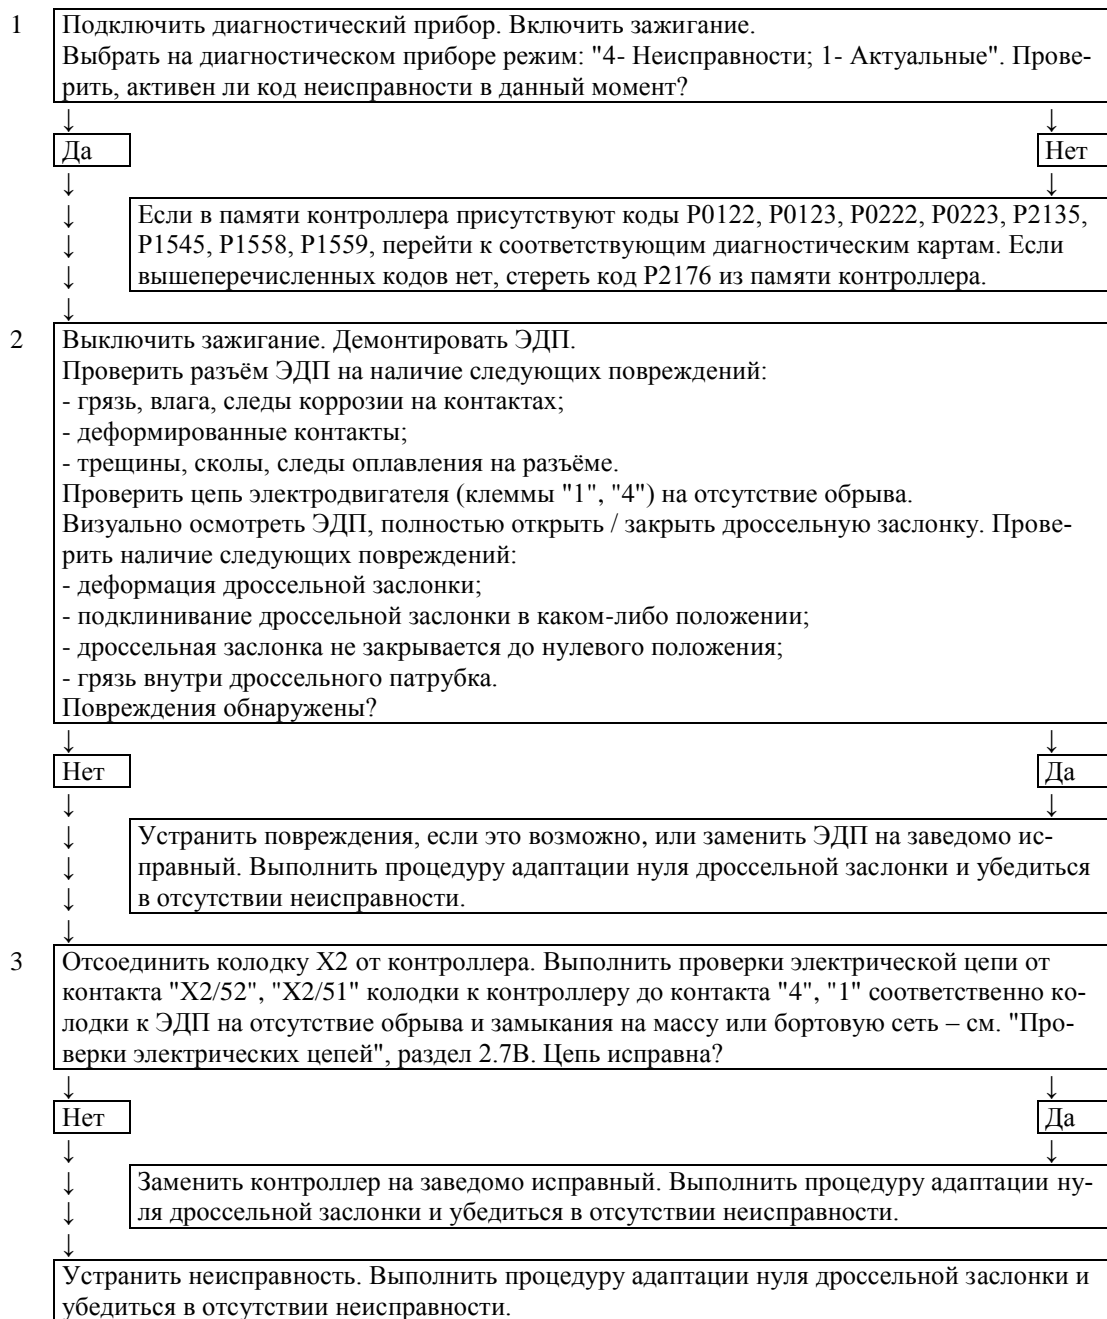 1
Подключить диагностический прибор. Включить зажигание.
Выбрать на диагностическом приборе режим: "4- Неисправности; 1- Актуальные". Прове-
рить, активен ли код неисправности в данный момент?
↓ ↓
Да Нет
↓ ↓
↓ Если в памяти контроллера присутствуют коды P0122, P0123, P0222, P0223, P2135,
↓ P1545, P1558, P1559, перейти к соответствующим диагностическим картам. Если
↓ вышеперечисленных кодов нет, стереть код P2176 из памяти контроллера.
↓
2
Выключить зажигание. Демонтировать ЭДП.
Проверить разъём ЭДП на наличие следующих повреждений:
- грязь, влага, следы коррозии на контактах;
- деформированные контакты;
- трещины, сколы, следы оплавления на разъёме.
Проверить цепь электродвигателя (клеммы "1", "4") на отсутствие обрыва.
Визуально осмотреть ЭДП, полностью открыть / закрыть дроссельную заслонку. Прове-
рить наличие следующих повреждений:
- деформация дроссельной заслонки;
- подклинивание дроссельной заслонки в каком-либо положении;
- дроссельная заслонка не закрывается до нулевого положения;
- грязь внутри дроссельного патрубка.
Повреждения обнаружены?
↓ ↓
Нет Да
↓ ↓
↓ Устранить повреждения, если это возможно, или заменить ЭДП на заведомо ис-
↓ правный. Выполнить процедуру адаптации нуля дроссельной заслонки и убедиться
↓ в отсутствии неисправности.
↓
3
Отсоединить колодку X2 от контроллера. Выполнить проверки электрической цепи от
контакта "X2/52", "X2/51" колодки к контроллеру до контакта "4", "1" соответственно ко-
лодки к ЭДП на отсутствие обрыва и замыкания на массу или бортовую сеть – см. "Про-
верки электрических цепей", раздел 2.7В. Цепь исправна?
↓ ↓
Нет Да
↓ ↓
↓ Заменить контроллер на заведомо исправный. Выполнить процедуру адаптации ну-
↓ ля дроссельной заслонки и убедиться в отсутствии неисправности.
↓
Устранить неисправность. Выполнить процедуру адаптации нуля дроссельной заслонки и
убедиться в отсутствии неисправности.